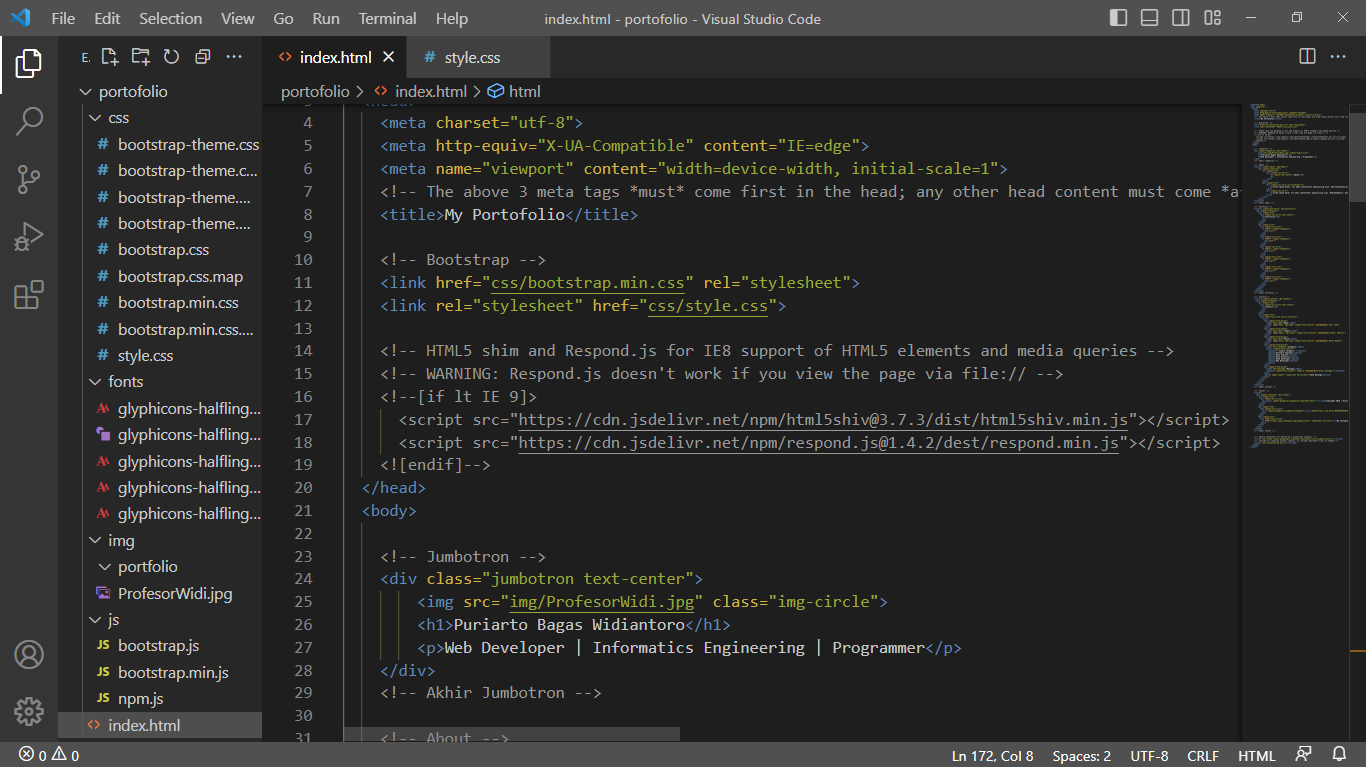 File Edit Selection View Go Run Terminal Help index.html - portofolio - Visual Studio Code
E.
portofolio
css
# bootstrap-theme.css
# bootstrap-theme.c...
# bootstrap-theme....
# bootstrap-theme....
# bootstrap.css
# bootstrap.css.map
# bootstrap.min.css
# bootstrap.min.css....
# style.css
fonts
glyphicons-halfling...
glyphicons-halfling...
glyphicons-halfling...
glyphicons-halfling...
glyphicons-halfling...
img
portfolio
ProfesorWidi.jpg
js
JS bootstrap.js
JS bootstrap.min.js
JS npm.js
<> index.html
<> index.html # style.css
portofolio > <> index.html > html
3 <head>
4 <meta charset="utf-8">
5 <meta http-equiv="X-UA-Compatible" content="IE=edge">
6 <meta name="viewport" content="width=device-width, initial-scale=1">
7 <!-- The above 3 meta tags *must* come first in the head; any other head content must come *a
8 <title>My Portofolio</title>
9
10 <!-- Bootstrap -->
11 <link href="css/bootstrap.min.css" rel="stylesheet">
12 <link rel="stylesheet" href="css/style.css">
13
14 <!-- HTML5 shim and Respond.js for IE8 support of HTML5 elements and media queries -->
15 <!-- WARNING: Respond.js doesn't work if you view the page via file:// -->
16 <!--[if lt IE 9]>
17 <script src="https://cdn.jsdelivr.net/npm/html5shiv@3.7.3/dist/html5shiv.min.js"></script>
18 <script src="https://cdn.jsdelivr.net/npm/respond.js@1.4.2/dest/respond.min.js"></script>
19 <![endif]-->
20 </head>
21 <body>
22
23 <!-- Jumbotron -->
24 <div class="jumbotron text-center">
25 <img src="img/ProfesorWidi.jpg" class="img-circle">
26 <h1>Puriarto Bagas Widiantoro</h1>
27 <p>Web Developer | Informatics Engineering | Programmer</p>
28 </div>
29 <!-- Akhir Jumbotron -->
30
31 <!-- About -->
0 0 Ln 172, Col 8 Spaces: 2 UTF-8 CRLF HTML